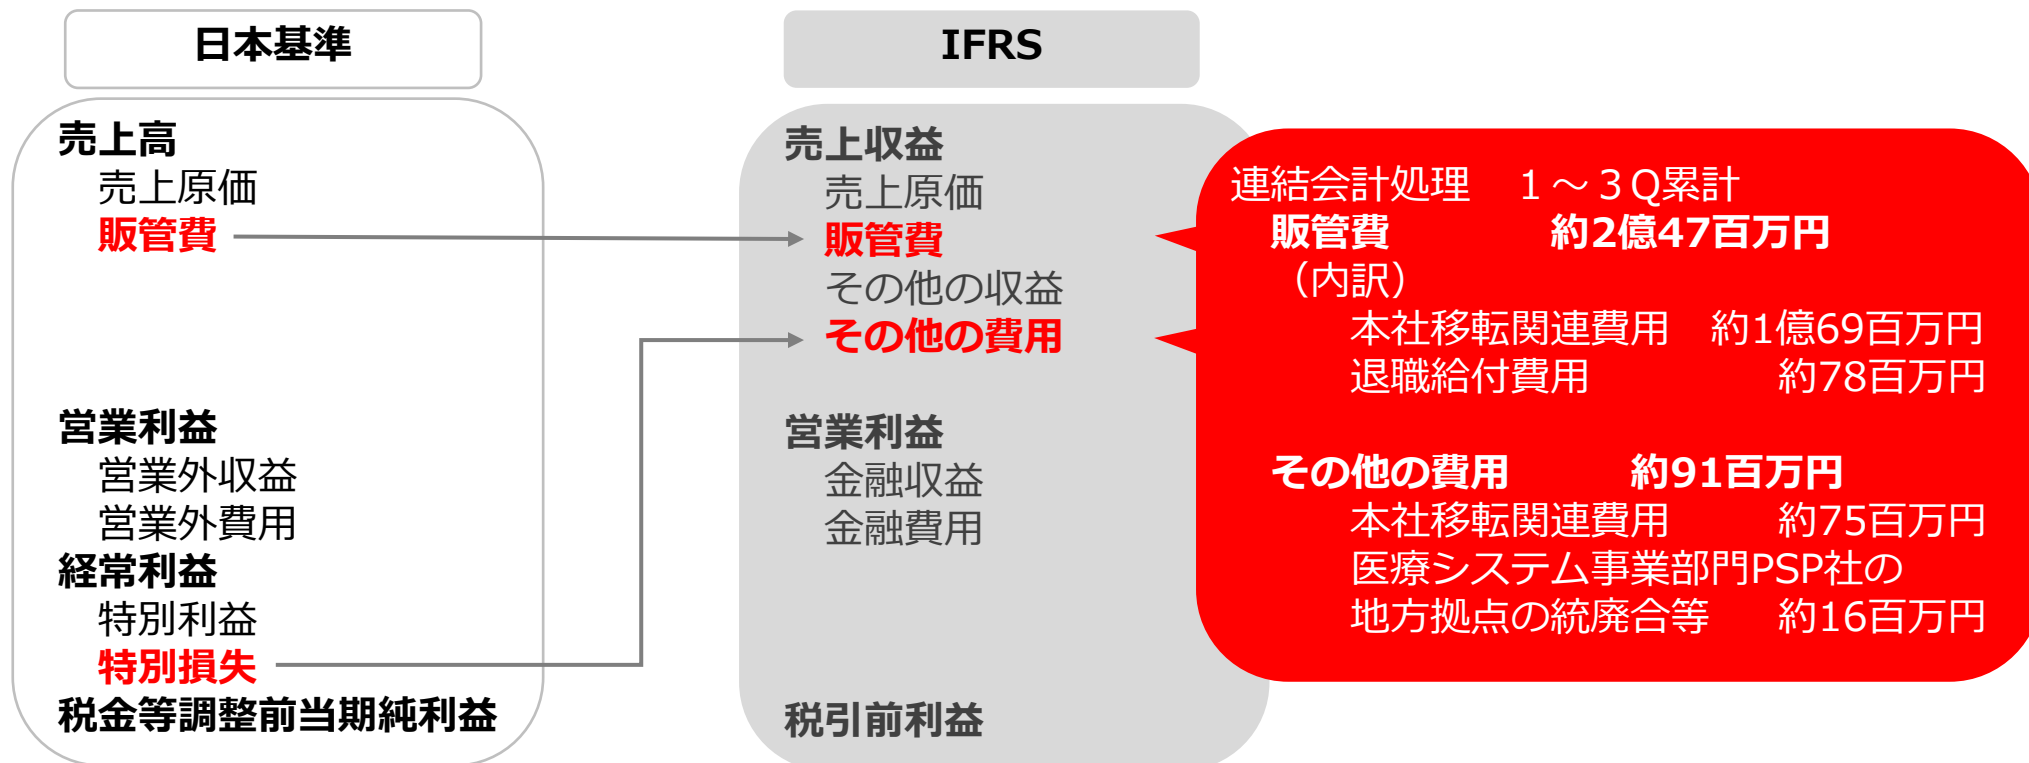 日本基準
売上高
売上原価
販管費
営業利益
営業外収益
営業外費用
経常利益
特別利益
特別損失
税金等調整前当期純利益
IFRS
売上収益
売上原価
販管費
その他の収益
その他の費用
営業利益
金融収益
金融費用
税引前利益
連結会計処理　１～３Q累計
販管費　約2億47百万円
（内訳）
本社移転関連費用　約1億69百万円
退職給付費用　約78百万円
その他の費用　約91百万円
本社移転関連費用　約75百万円
医療システム事業部門PSP社の
地方拠点の統廃合等　約16百万円